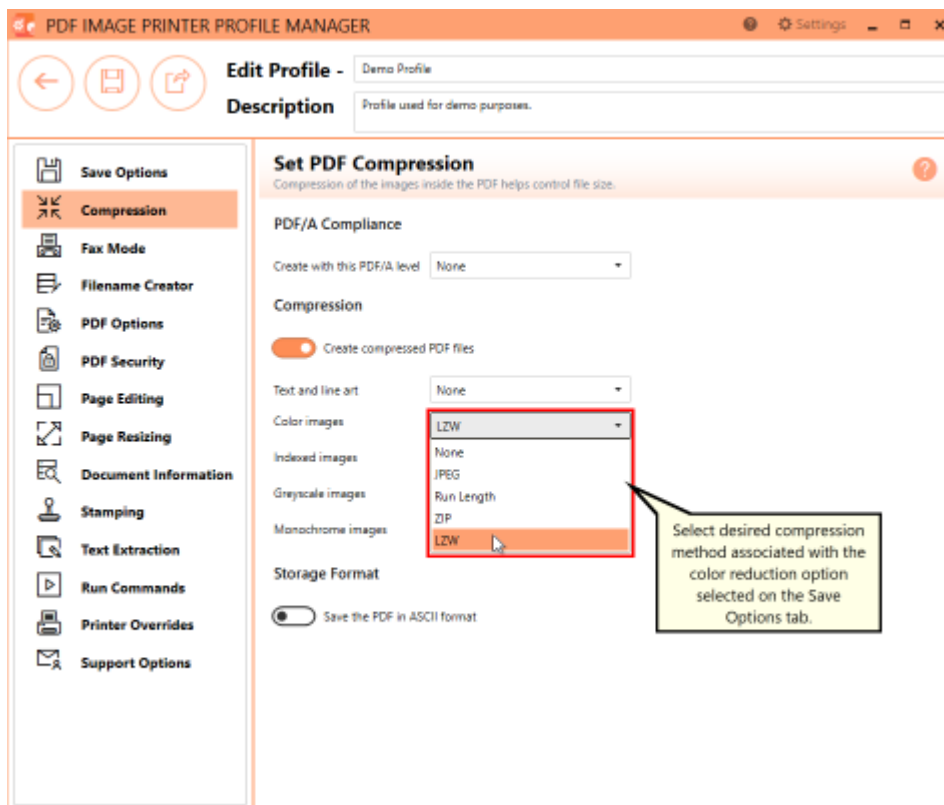 PDF IMAGE PRINTER PROFILE MANAGER
Settings
Edit Profile -
Demo Profile
Description
Profile used for demo purposes.
Save Options
Compression
Fax Mode
Filename Creator
PDF Options
PDF Security
Page Editing
Page Resizing
Document Information
Stamping
Text Extraction
Run Commands
Printer Overrides
Support Options
Set PDF Compression
Compression of the images inside the PDF helps control file size.
PDF/A Compliance
Create with this PDF/A level
None
Compression
Create compressed PDF files
Text and line art
None
Color images
LZW
Indexed images
Greyscale images
Monochrome images
None
JPEG
Run Length
ZIP
LZW
Select desired compression
method associated with the
color reduction option
selected on the Save
Options tab.
Storage Format
Save the PDF in ASCII format